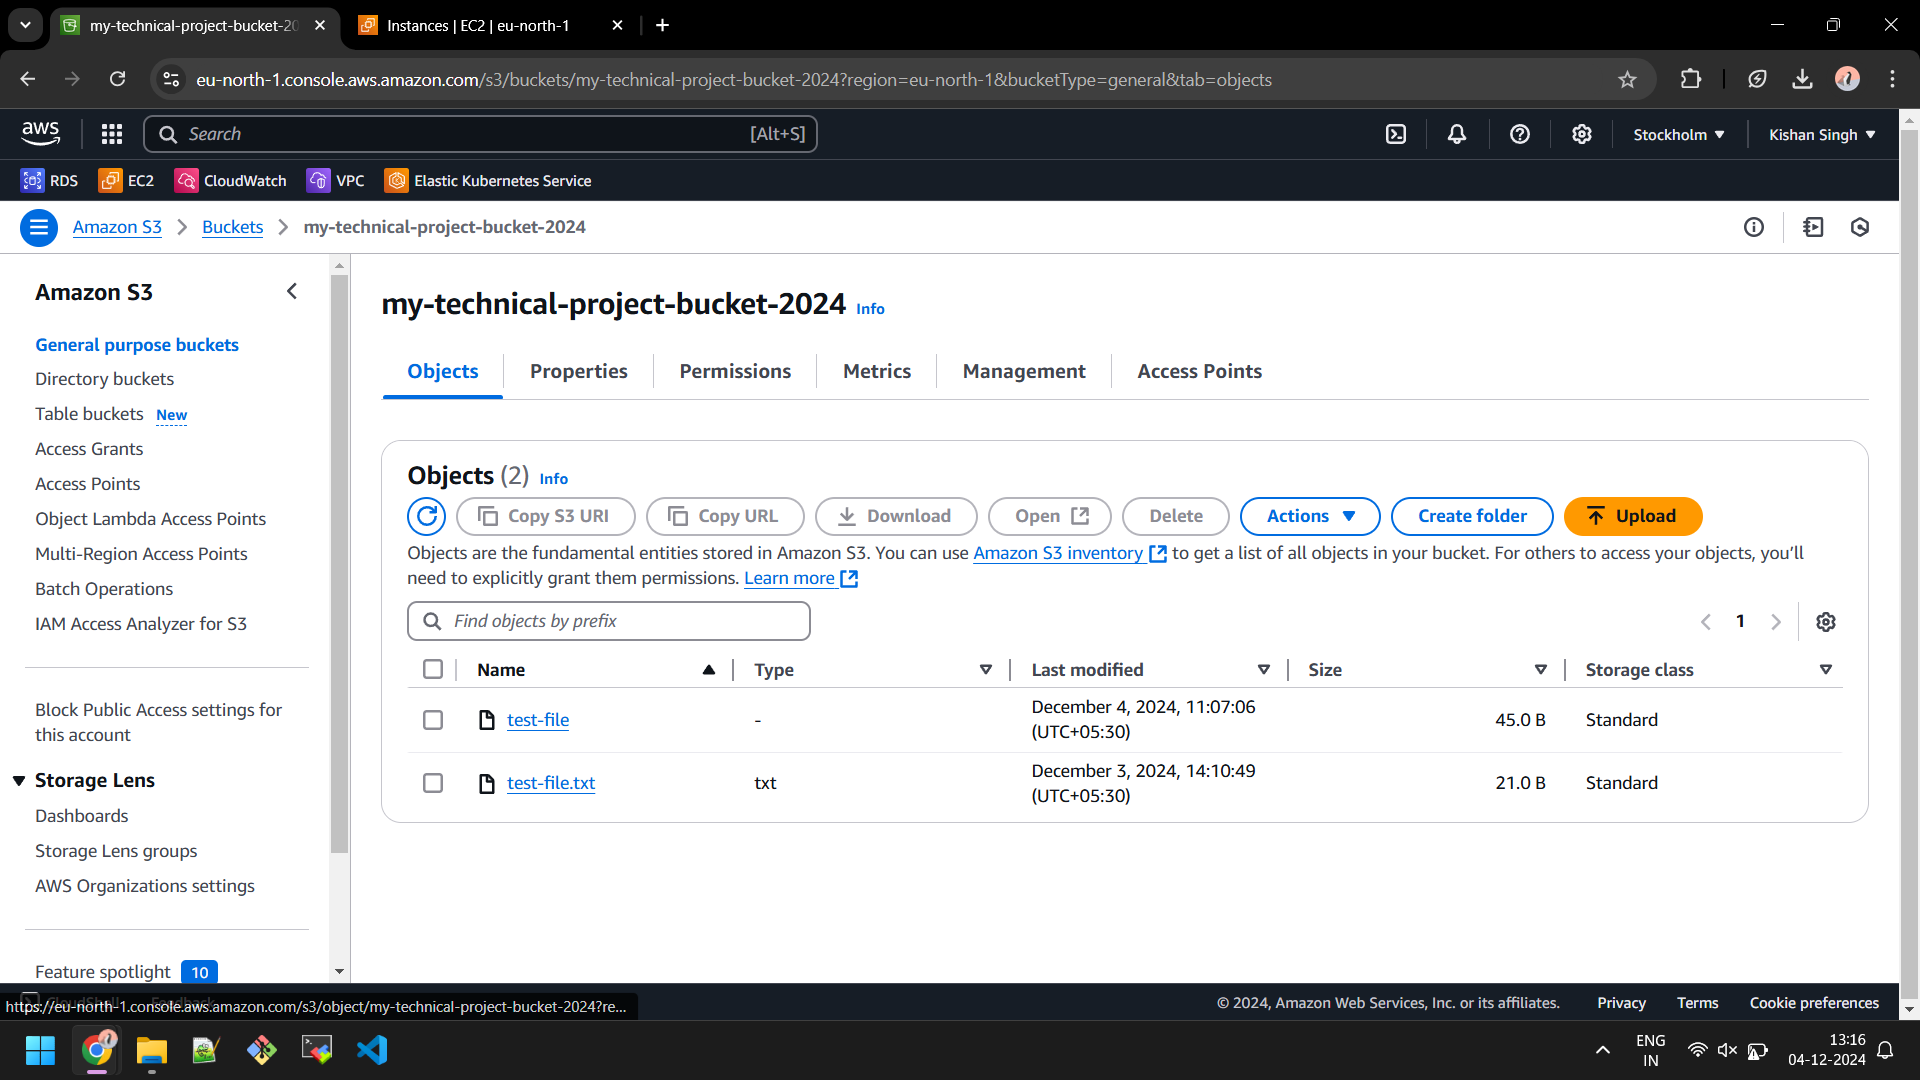 my-technical-project-bucket-20
Instances | EC2 | eu-north-1
eu-north-1.console.aws.amazon.com/s3/buckets/my-technical-project-bucket-2024?region=eu-north-1&bucketType=general&tab=objects
aws
Search
[Alt+S]
Stockholm
Kishan Singh
RDS
EC2
CloudWatch
VPC
Elastic Kubernetes Service
Amazon S3
Buckets
my-technical-project-bucket-2024
Amazon S3
General purpose buckets
Directory buckets
Table buckets New
Access Grants
Access Points
Object Lambda Access Points
Multi-Region Access Points
Batch Operations
IAM Access Analyzer for S3
Block Public Access settings for
this account
Storage Lens
Dashboards
Storage Lens groups
AWS Organizations settings
Feature spotlight 10
my-technical-project-bucket-2024 Info
Objects
Properties
Permissions
Metrics
Management
Access Points
Objects (2) Info
Copy S3 URI
Copy URL
Download
Open
Delete
Actions
Create folder
Upload
Objects are the fundamental entities stored in Amazon S3. You can use Amazon S3 inventory to get a list of all objects in your bucket. For others to access your objects, you'll
need to explicitly grant them permissions. Learn more
Find objects by prefix
1
Name
Type
Last modified
Size
Storage class
test-file
-
December 4, 2024, 11:07:06
(UTC+05:30)
45.0 B
Standard
test-file.txt
txt
December 3, 2024, 14:10:49
(UTC+05:30)
21.0 B
Standard
CloudShell
Feedback
https://eu-north-1.console.aws.amazon.com/s3/object/my-technical-project-bucket-2024?re...
© 2024, Amazon Web Services, Inc. or its affiliates.
Privacy
Terms
Cookie preferences
ENG
IN
13:16
04-12-2024